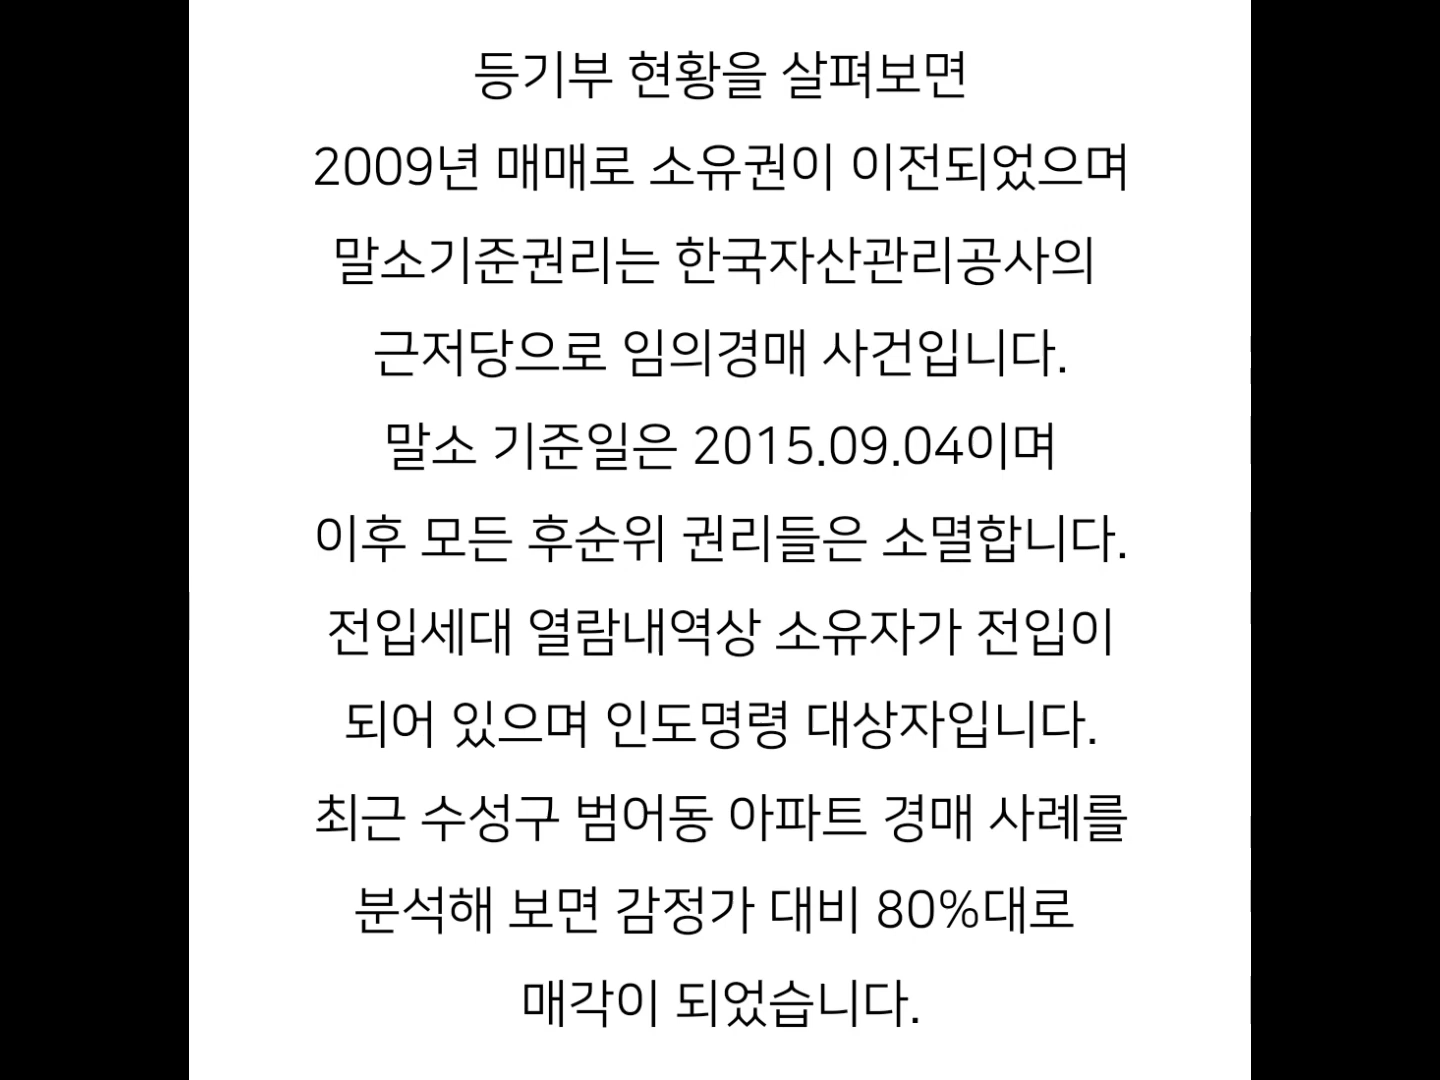 등기부 현황을 살펴보면
2009년 매매로 소유권이 이전되었으며
말소기준권리는 한국자산관리공사의
근저당으로 임의경매 사건입니다.
말소 기준일은 2015.09.04이며
이후 모든 후순위 권리들은 소멸합니다.
전입세대 열람내역상 소유자가 전입이
되어 있으며 인도명령 대상자입니다.
최근 수성구 범어동 아파트 경매 사례를
분석해 보면 감정가 대비 80%대로
매각이 되었습니다.